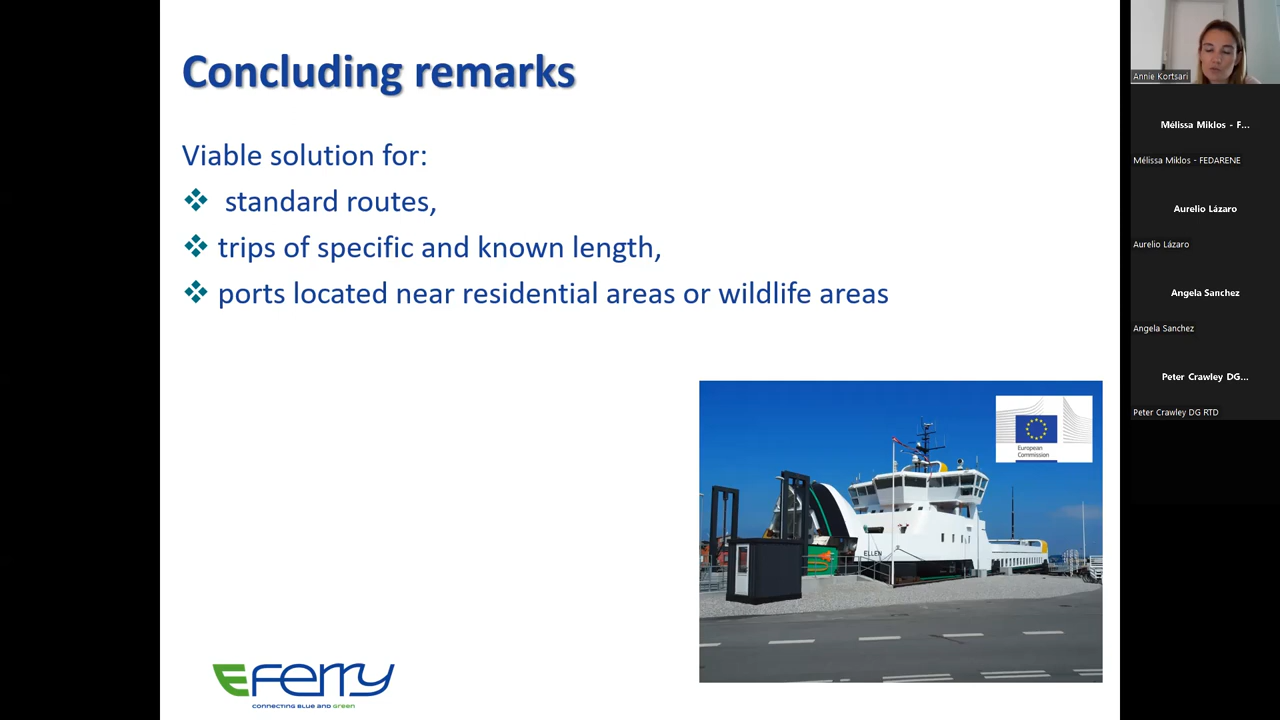 Concluding remarks
Viable solution for:
standard routes,
trips of specific and known length,
ports located near residential areas or wildlife areas
European
Commission
ELLEN
Eferry
CONNECTING BLUE AND GREEN
Annie Kortsari
Mélissa Miklos - F...
Mélissa Miklos - FEDARENE
Aurelio Lázaro
Aurelio Lázaro
Angela Sanchez
Angela Sanchez
Peter Crawley DG...
Peter Crawley DG RTD